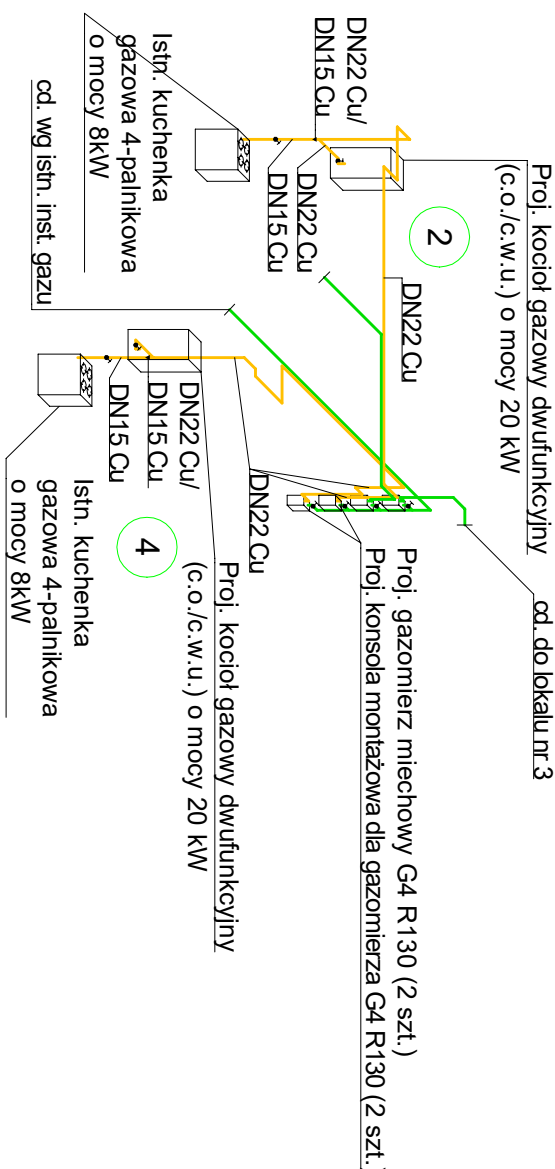 Proj. kocioł gazowy dwufunkcyjny
(c.o./c.w.u.) o mocy 20 kW
cd. do lokalu nr 3
2
DN22 Cu/
DN15 Cu
DN22 Cu
DN15 Cu
DN22 Cu
Istn. kuchenka
gazowa 4-palnikowa
o mocy 8kW
cd. wg istn. inst. gazu
Proj. gazomierz miechowy G4 R130 (2 szt.)
Proj. konsola montażowa dla gazomierza G4 R130 (2 szt.)
DN22 Cu
DN22 Cu/
DN15 Cu
DN15 Cu
4
Proj. kocioł gazowy dwufunkcyjny
(c.o./c.w.u.) o mocy 20 kW
Istn. kuchenka
gazowa 4-palnikowa
o mocy 8kW